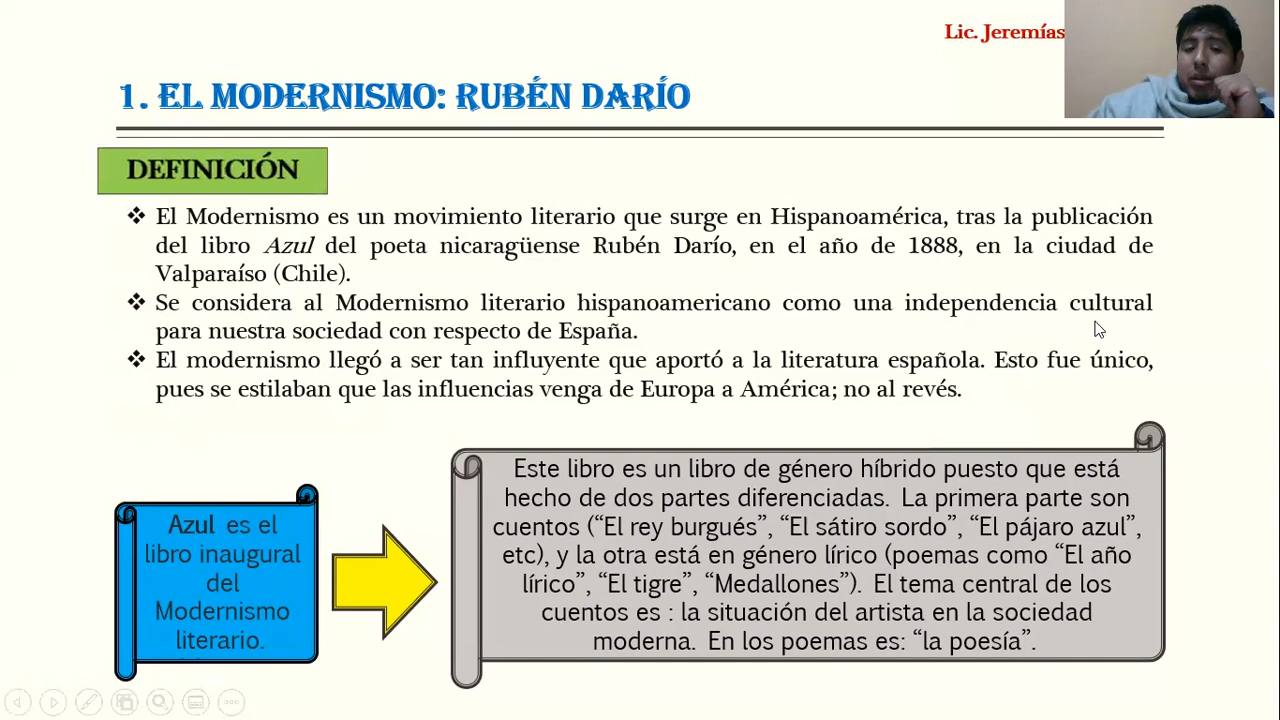 Lic. Jeremías
1. EL MODERNISMO: RUBÉN DARÍO
DEFINICIÓN
❖ El Modernismo es un movimiento literario que surge en Hispanoamérica, tras la publicación
del libro Azul del poeta nicaragüense Rubén Darío, en el año de 1888, en la ciudad de
Valparaíso (Chile).
❖ Se considera al Modernismo literario hispanoamericano como una independencia cultural
para nuestra sociedad con respecto de España.
❖ El modernismo llegó a ser tan influyente que aportó a la literatura española. Esto fue único,
pues se estilaban que las influencias venga de Europa a América; no al revés.
Azul es el
libro inaugural
del
Modernismo
literario.
Este libro es un libro de género híbrido puesto que está
hecho de dos partes diferenciadas. La primera parte son
cuentos (“El rey burgués”, “El sátiro sordo”, “El pájaro azul”,
etc), y la otra está en género lírico (poemas como “El año
lírico”, “El tigre”, “Medallones”). El tema central de los
cuentos es : la situación del artista en la sociedad
moderna. En los poemas es: “la poesía”.